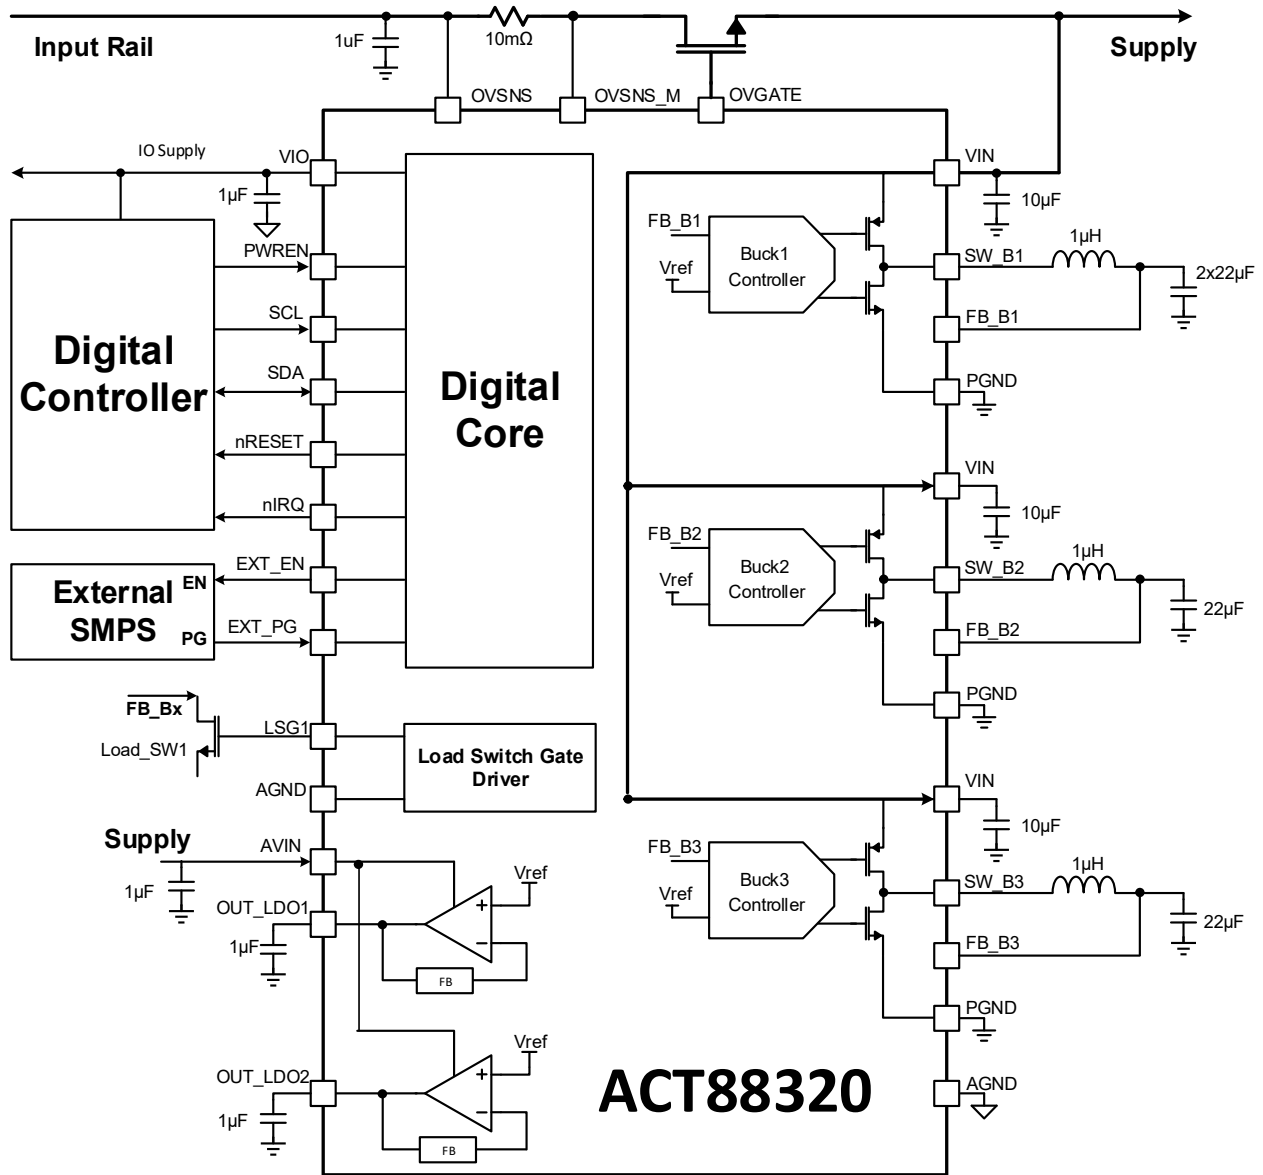 Input Rail
1uF
10mΩ
Supply
OVSNS
OVSNS_M
OVGATE
IO Supply
VIO
1µF
Digital
Controller
PWREN
SCL
SDA
nRESET
nIRQ
Digital
Core
External
SMPS
EN
PG
EXT_EN
EXT_PG
FB_Bx
Load_SW1
LSG1
AGND
Load Switch Gate
Driver
Supply
AVIN
1µF
OUT_LDO1
1µF
Vref
+
−
FB
OUT_LDO2
1µF
Vref
+
−
FB
VIN
10µF
FB_B1
Vref
Buck1
Controller
SW_B1
1µH
2x22µF
FB_B1
PGND
VIN
10µF
FB_B2
Vref
Buck2
Controller
SW_B2
1µH
22µF
FB_B2
PGND
VIN
10µF
FB_B3
Vref
Buck3
Controller
SW_B3
1µH
22µF
FB_B3
PGND
AGND
ACT88320